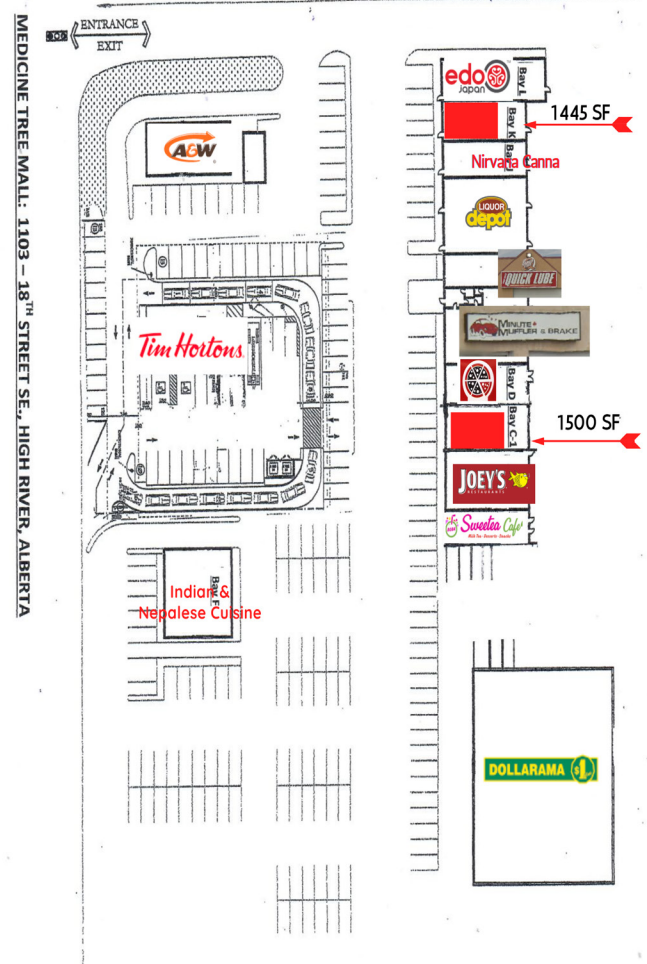 ENTRANCE
EXIT
MEDICINE TREE MALL: 1103 – 18TH STREET SE., HIGH RIVER, ALBERTA
A&W
Tim Hortons
Bay F
Indian &
Nepalese Cuisine
edo
japan
Bay L
Bay K
1445 SF
Nirvana Canna
LIQUOR
depot
QUICK LUBE
MINUTE
MUFFLER & BRAKE
Bay D
Bay C-1
1500 SF
JOEY'S
RESTAURANTS
Sweetea Cafe
DOLLARAMA $1